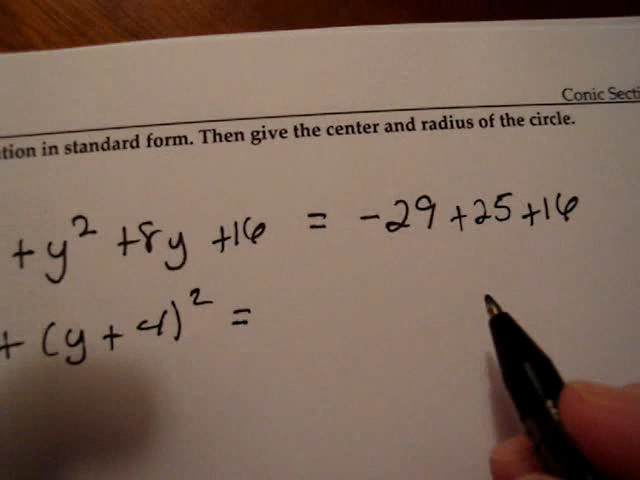 Conic Secti
tion in standard form. Then give the center and radius of the circle.
+ y² + 8y + 16 = -29 + 25 + 16
+ (y + 4)² =